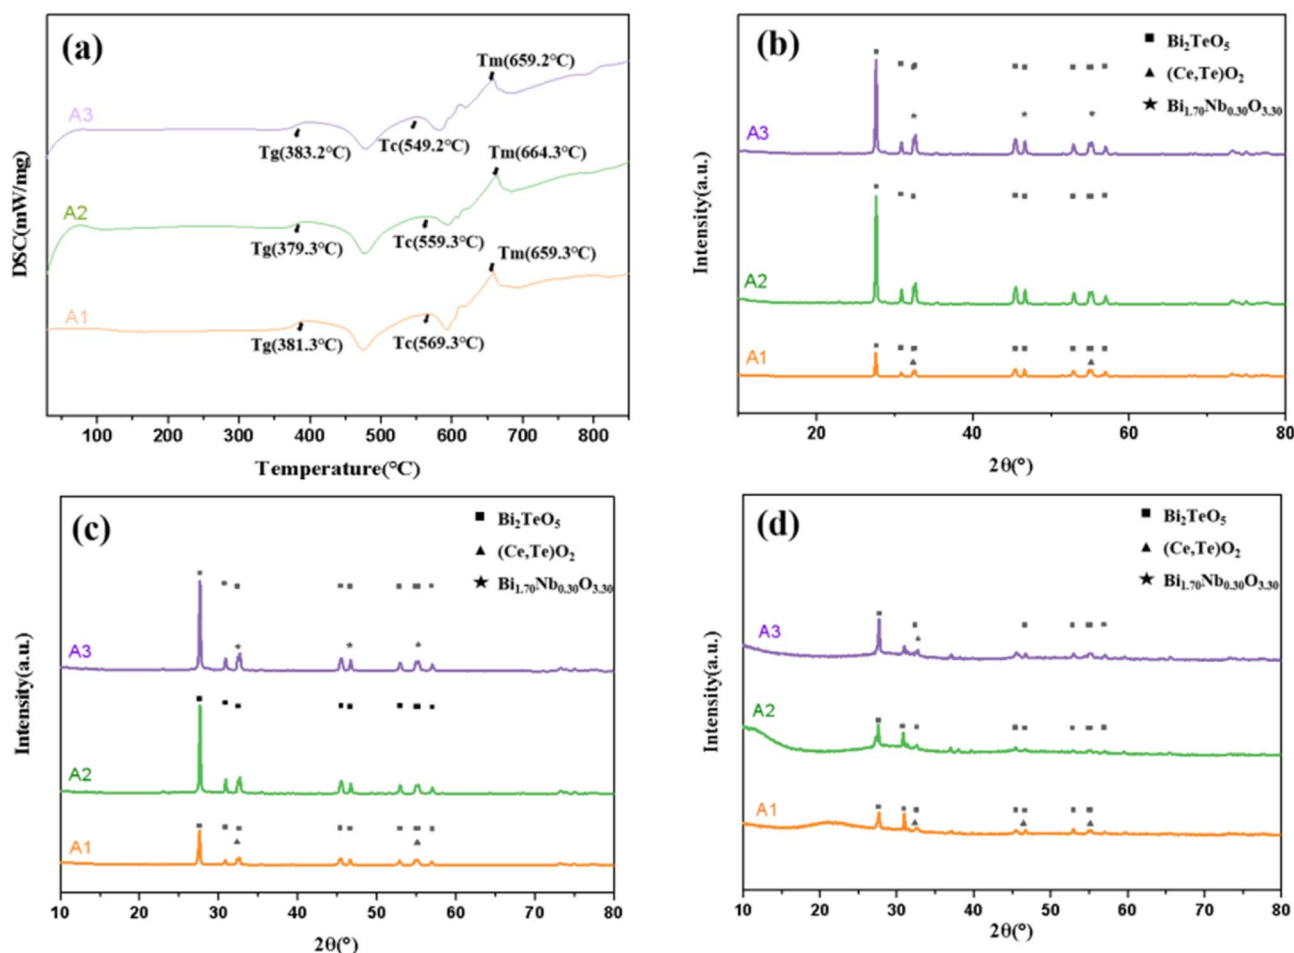 (a)
Tm(659.2°C)
A3
Tg(383.2°C)
Tc(549.2°C)
Tm(664.3°C)
A2
Tg(379.3°C)
Tc(559.3°C)
Tm(659.3°C)
A1
Tg(381.3°C)
Tc(569.3°C)
DSC(mW/mg)
100 200 300 400 500 600 700 800
Temperature(°C)
(b)
■ Bi₂TeO₅
▲ (Ce,Te)O₂
★ Bi₁.₇₀Nb₀.₃₀O₃.₃₀
A3
A2
A1
Intensity(a.u.)
20 40 60 80
2θ(°)
(c)
■ Bi₂TeO₅
▲ (Ce,Te)O₂
★ Bi₁.₇₀Nb₀.₃₀O₃.₃₀
A3
A2
A1
Intensity(a.u.)
10 20 30 40 50 60 70 80
2θ(°)
(d)
■ Bi₂TeO₅
▲ (Ce,Te)O₂
★ Bi₁.₇₀Nb₀.₃₀O₃.₃₀
A3
A2
A1
Intensity(a.u.)
10 20 30 40 50 60 70 80
2θ(°)